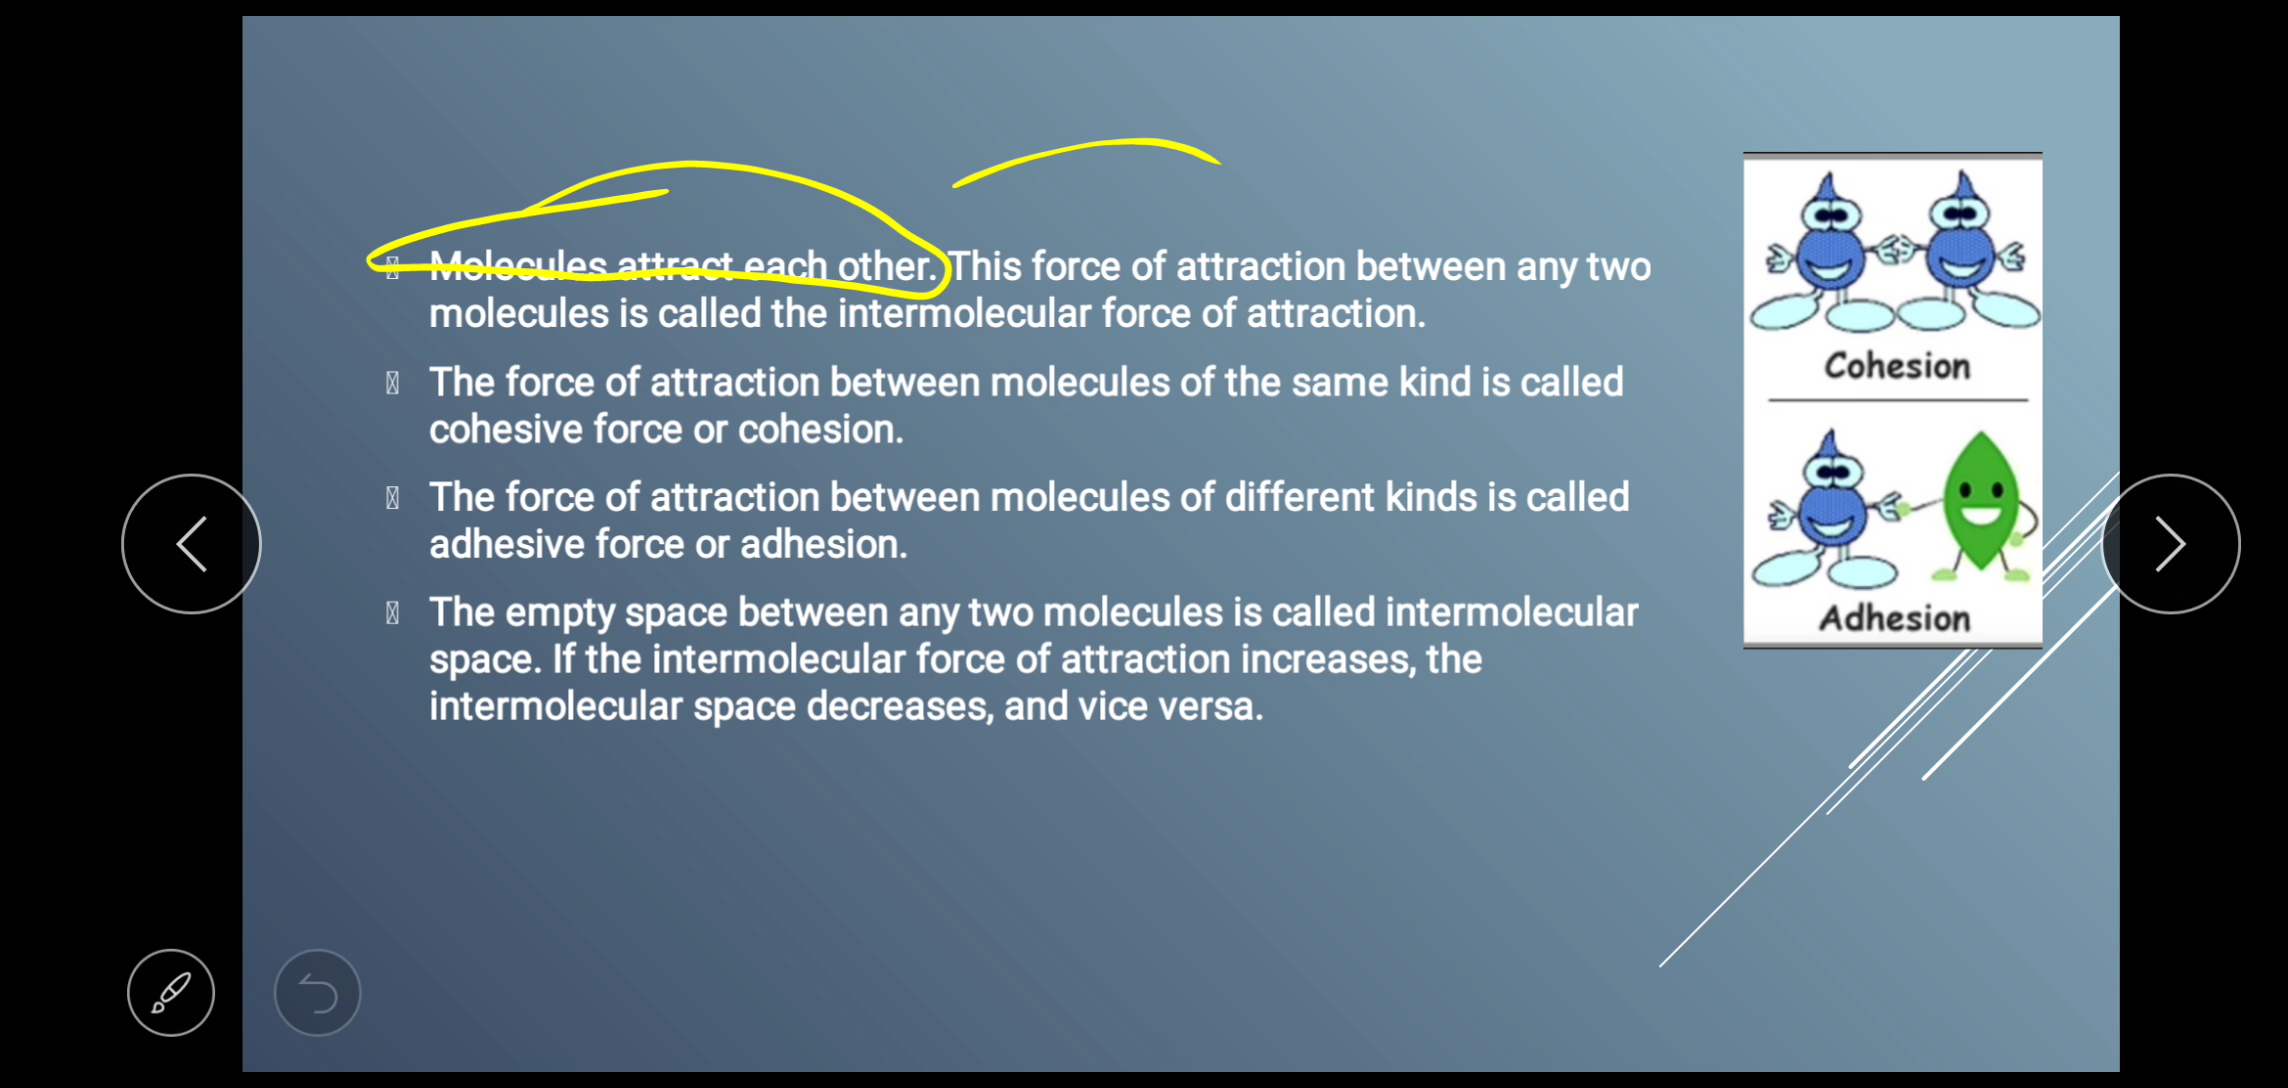 Molecules attract each other. This force of attraction between any two
molecules is called the intermolecular force of attraction.
The force of attraction between molecules of the same kind is called
cohesive force or cohesion.
The force of attraction between molecules of different kinds is called
adhesive force or adhesion.
The empty space between any two molecules is called intermolecular
space. If the intermolecular force of attraction increases, the
intermolecular space decreases, and vice versa.
Cohesion
Adhesion